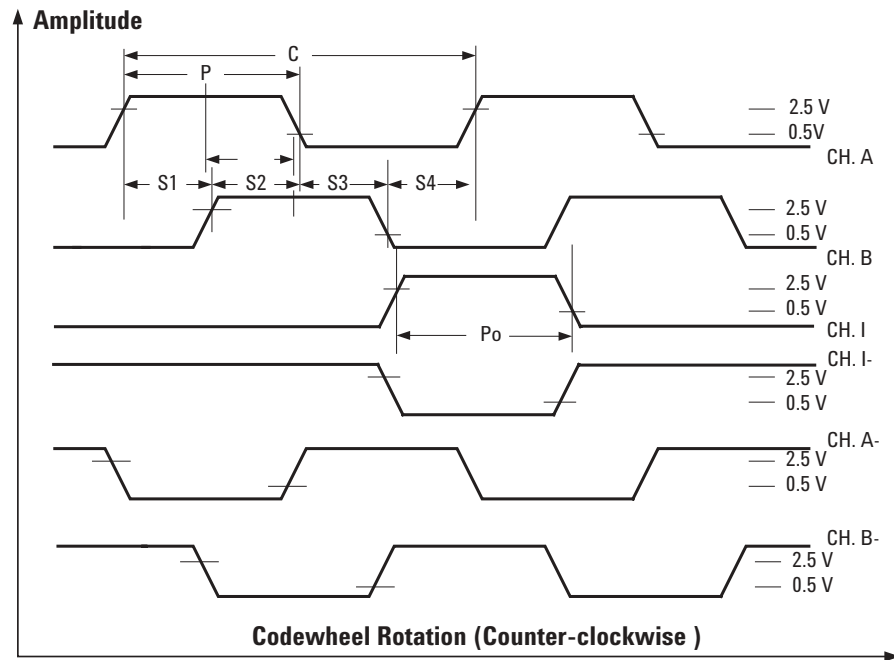 Amplitude
C
P
2.5 V
0.5V
CH. A
S1 S2 S3 S4
2.5 V
0.5 V
CH. B
2.5 V
0.5 V
CH. I
Po
CH. I-
2.5 V
0.5 V
CH. A-
2.5 V
0.5 V
CH. B-
2.5 V
0.5 V
Codewheel Rotation (Counter-clockwise )